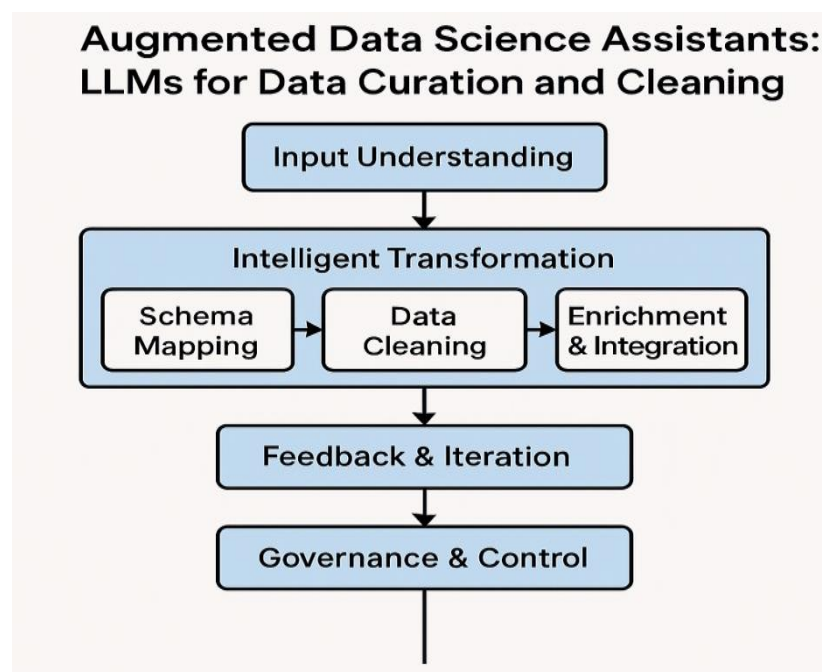 Augmented Data Science Assistants:
LLMs for Data Curation and Cleaning
Input Understanding
Intelligent Transformation
Schema
Mapping
Data
Cleaning
Enrichment
& Integration
Feedback & Iteration
Governance & Control